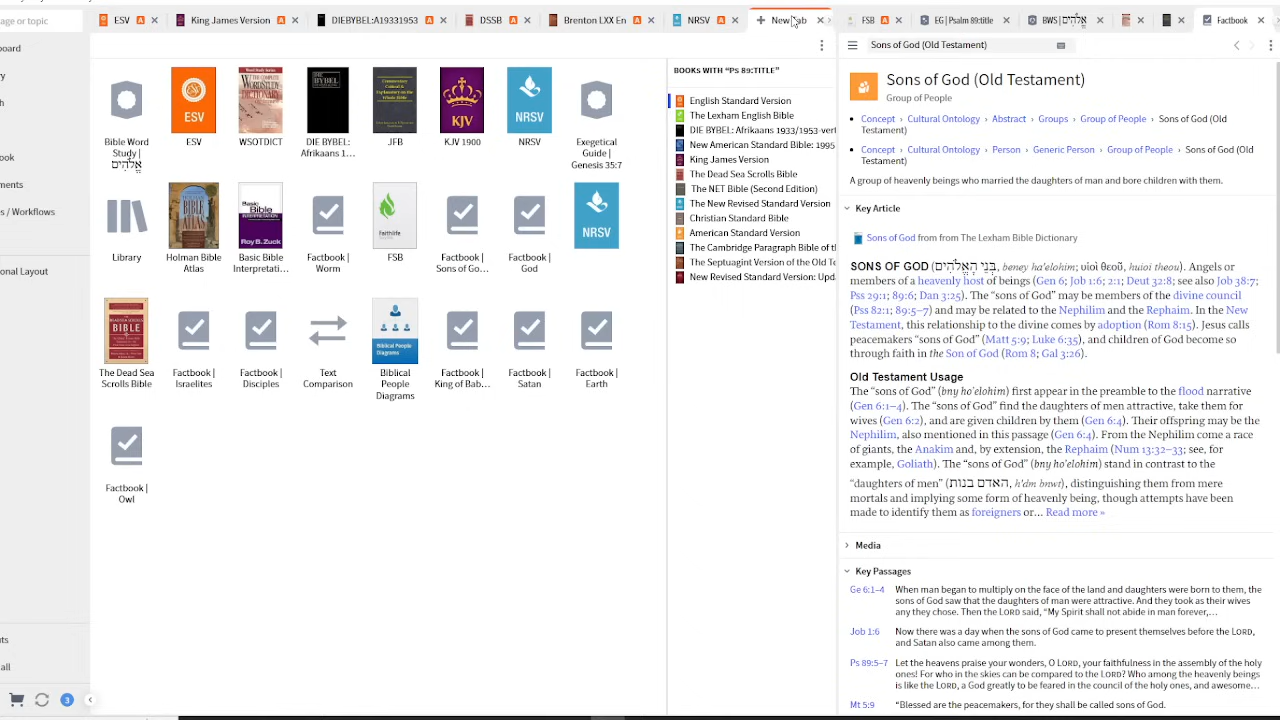 age or topic
board
ry
h
ook
ments
s / Workflows
onal Layout
uts
all
3
ESV A
King James Version A
DIEBYBEL:A19331953 A
DSSB A
Brenton LXX En A
NRSV A
New Tab
FSB A
EG | Psalm 89:title
BWS | אֱלֹהִים
Factbook
Bible Word Study | אֱלֹהִים
ESV
WSOTDICT
DIE BYBEL: Afrikaans 1...
JFB
KJV 1900
NRSV
Exegetical Guide | Genesis 35:7
Library
Holman Bible Atlas
Basic Bible Interpretati...
Factbook | Worm
FSB
Factbook | Sons of Go...
Factbook | God
NRSV
The Dead Sea Scrolls Bible
Factbook | Israelites
Factbook | Disciples
Text Comparison
Biblical People Diagrams
Factbook | King of Bab...
Factbook | Satan
Factbook | Earth
Factbook | Owl
BOOKS WITH “PS 89:TITLE”
English Standard Version
The Lexham English Bible
DIE BYBEL: Afrikaans 1933/1953-vert
New American Standard Bible: 1995
King James Version
The Dead Sea Scrolls Bible
The NET Bible (Second Edition)
The New Revised Standard Version
Christian Standard Bible
American Standard Version
The Cambridge Paragraph Bible of th
The Septuagint Version of the Old Te
New Revised Standard Version: Upda
Sons of God (Old Testament)
Sons of God (Old Testament)
Group of People
Concept › Cultural Ontology › Abstract › Groups › Group of People › Sons of God (Old
Testament)
Concept › Cultural Ontology › Person › Generic Person › Group of People › Sons of God (Old
Testament)
A group of heavenly beings who married the daughters of man and bore children with them.
Key Article
Sons of God from from The Lexham Bible Dictionary
SONS OF GOD (בְּנֵי הָאֱלֹהִים, beney ha'elohim; υἱοὶ θεοῦ, huioi theou). Angels or
members of a heavenly host of beings (Gen 6; Job 1:6; 2:1; Deut 32:8; see also Job 38:7;
Pss 29:1; 89:6; Dan 3:25). The “sons of God” may be members of the divine council
(Pss 82:1; 89:5–7) and may be related to the Nephilim and the Rephaim. In the New
Testament, this relationship to the divine comes by adoption (Rom 8:15). Jesus calls
peacemakers “sons of God” (Matt 5:9; Luke 6:35), and children of God become so
through faith in the Son of God (Rom 8; Gal 3:26).
Old Testament Usage
The “sons of God” (bny ho'elohim) first appear in the preamble to the flood narrative
(Gen 6:1–4). The “sons of God” find the daughters of men attractive, take them for
wives (Gen 6:2), and are given children by them (Gen 6:4). Their offspring may be the
Nephilim, also mentioned in this passage (Gen 6:4). From the Nephilim come a race
of giants, the Anakim and, by extension, the Rephaim (Num 13:32–33; see, for
example, Goliath). The “sons of God” (bny ho'elohim) stand in contrast to the
“daughters of men” (האדם בנות, h'dm bnwt), distinguishing them from mere
mortals and implying some form of heavenly being, though attempts have been
made to identify them as foreigners or... Read more »
Media
Key Passages
Ge 6:1–4 When man began to multiply on the face of the land and daughters were born to them, the
sons of God saw that the daughters of man were attractive. And they took as their wives
any they chose. Then the LORD said, “My Spirit shall not abide in man forever,...
Job 1:6 Now there was a day when the sons of God came to present themselves before the LORD,
and Satan also came among them.
Ps 89:5–7 Let the heavens praise your wonders, O LORD, your faithfulness in the assembly of the holy
ones! For who in the skies can be compared to the LORD? Who among the heavenly beings
is like the LORD, a God greatly to be feared in the council of the holy ones, and awesome...
Mt 5:9 “Blessed are the peacemakers, for they shall be called sons of God.